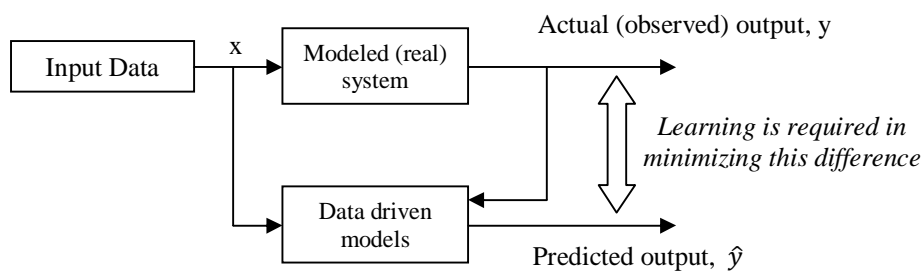 Actual (observed) output, y
x
Input Data
Modeled (real)
system
Learning is required in
minimizing this difference
Data driven
models
Predicted output, ŷ